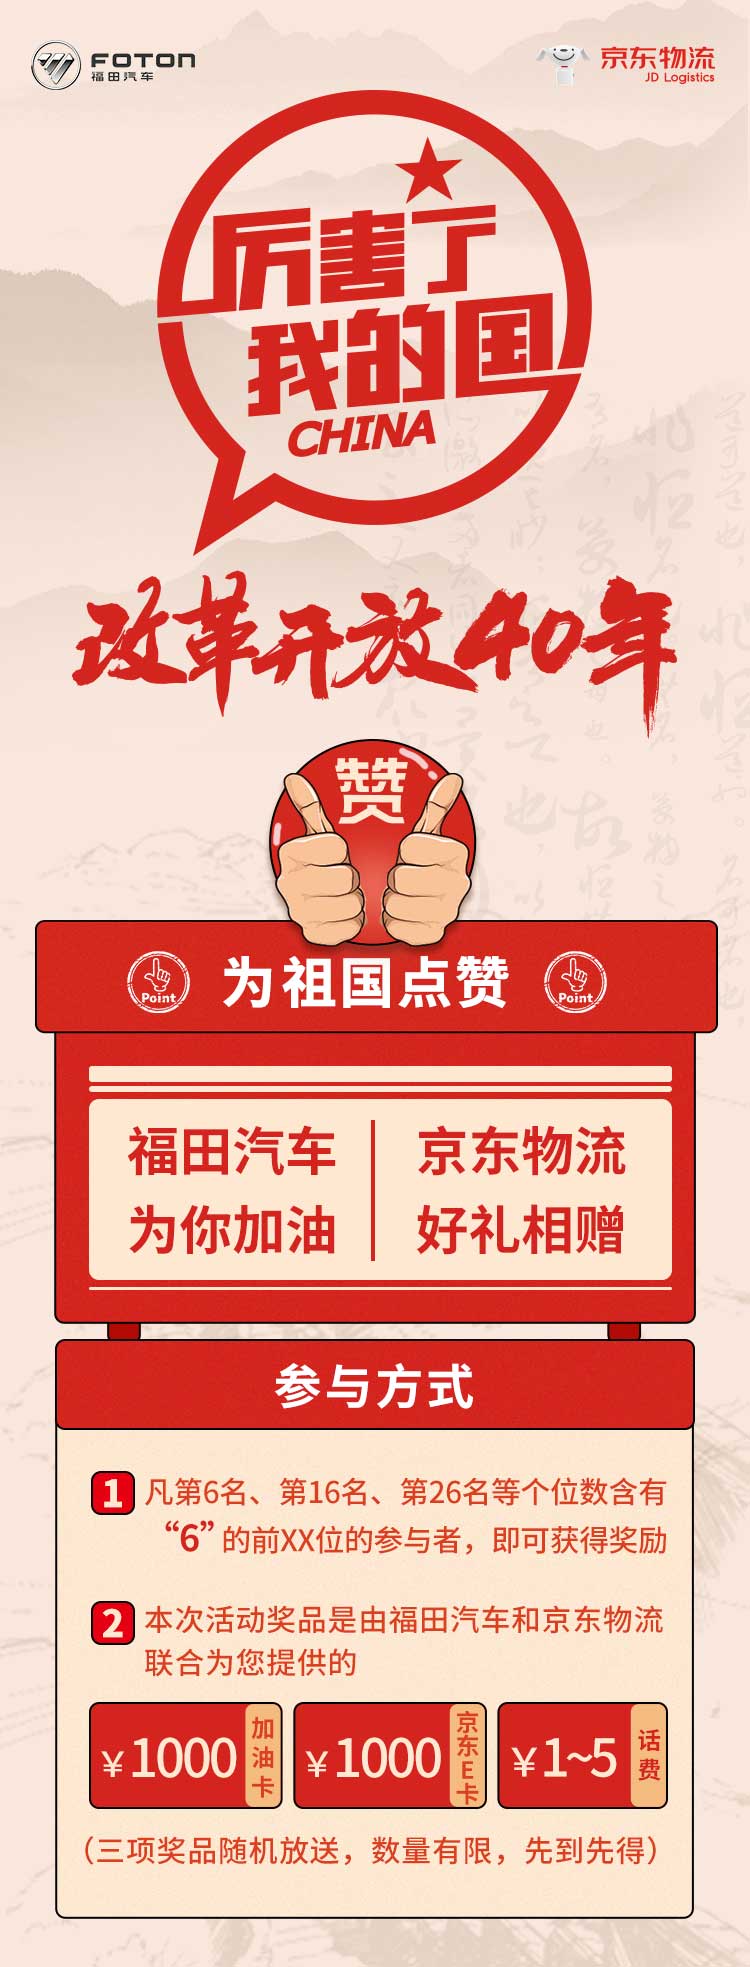 FOTON
福田汽车
京东物流
JD Logistics
厉害了
我的国
CHINA
改革开放40年
赞
Point
为祖国点赞
Point
福田汽车
为你加油
京东物流
好礼相赠
参与方式
1 凡第6名、第16名、第26名等个位数含有
“6”的前XX位的参与者，即可获得奖励
2 本次活动奖品是由福田汽车和京东物流
联合为您提供的
¥1000 加油卡
¥1000 京东E卡
¥1~5 话费
（三项奖品随机放送，数量有限，先到先得）